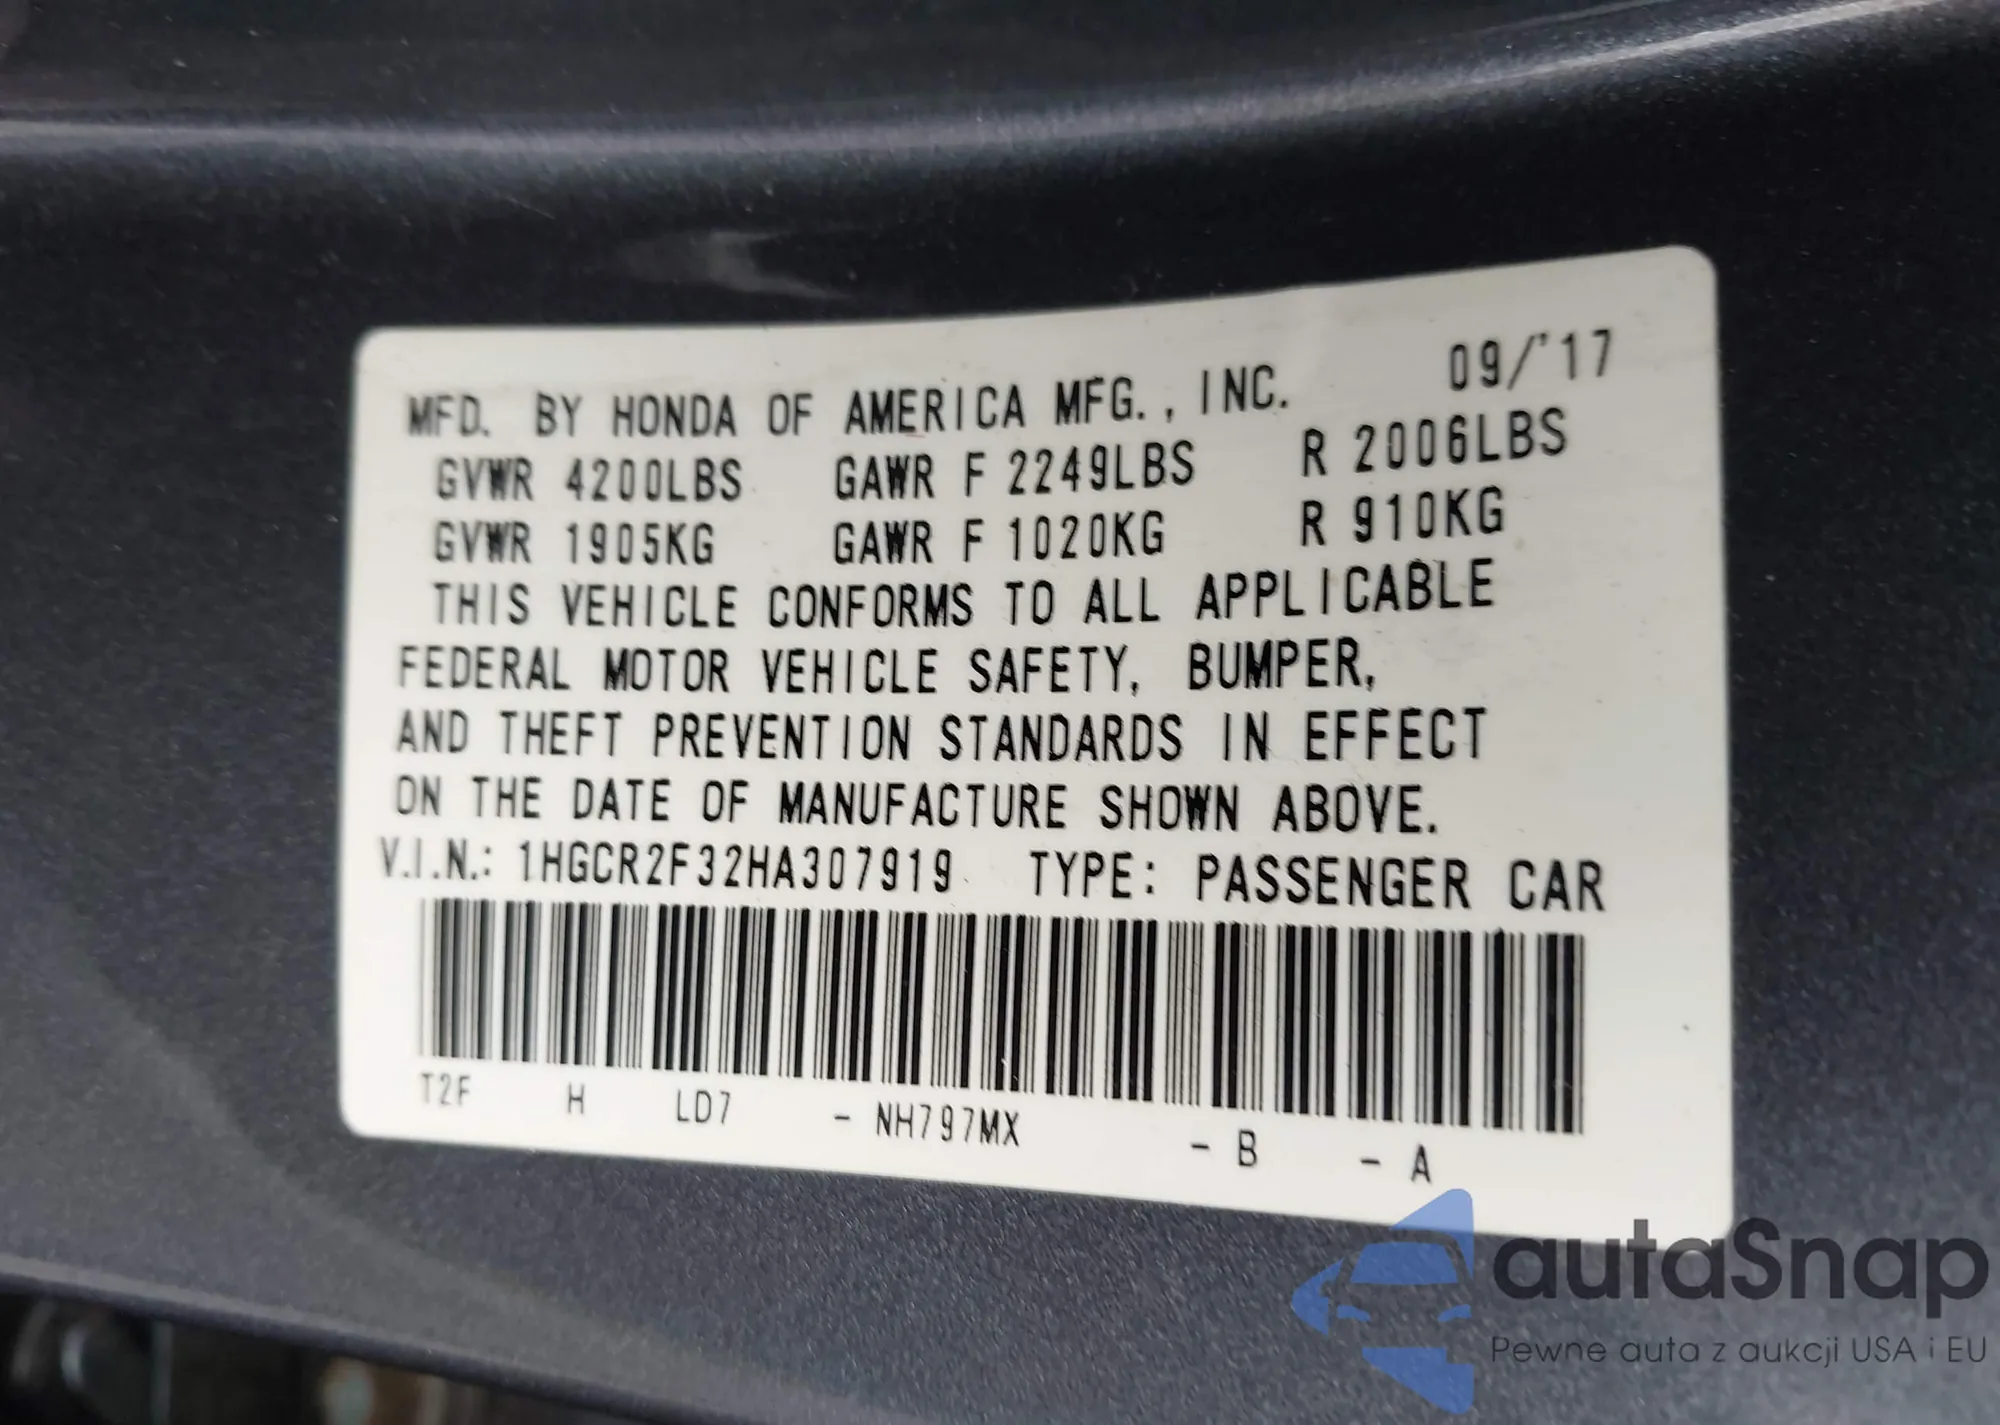 MFD. BY HONDA OF AMERICA MFG., INC. 09/'17
GVWR 4200LBS GAWR F 2249LBS R 2006LBS
GVWR 1905KG GAWR F 1020KG R 910KG
THIS VEHICLE CONFORMS TO ALL APPLICABLE
FEDERAL MOTOR VEHICLE SAFETY, BUMPER,
AND THEFT PREVENTION STANDARDS IN EFFECT
ON THE DATE OF MANUFACTURE SHOWN ABOVE.
V.I.N.: 1HGCR2F32HA307919 TYPE: PASSENGER CAR
T2F H LD7 - NH797MX - B - A
autaSnap
Pewne auta z aukcji USA i EU